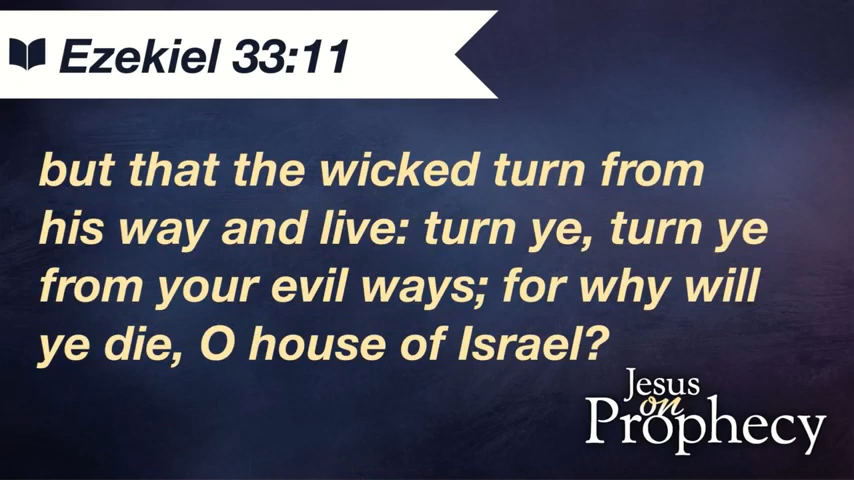 Ezekiel 33:11
but that the wicked turn from
his way and live: turn ye, turn ye
from your evil ways; for why will
ye die, O house of Israel?
Jesus
on
Prophecy